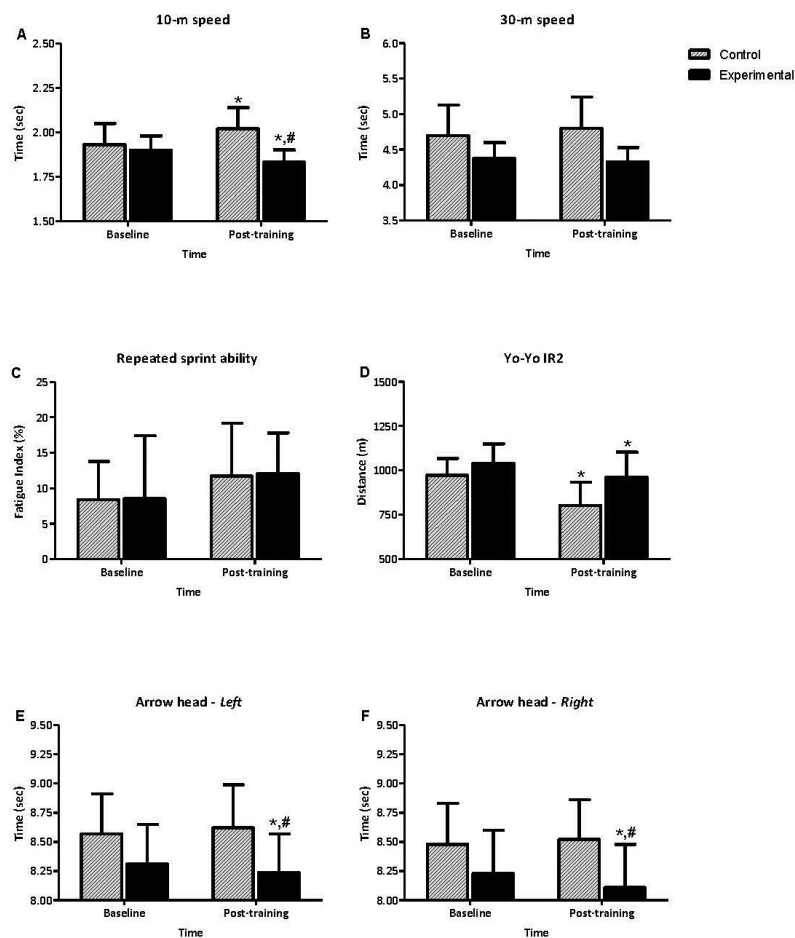 10-m speed
A
2.50
2.25
2.00
1.75
1.50
Time (sec)
*
*,#
Baseline
Post-training
Time
30-m speed
B
6.0
5.5
5.0
4.5
4.0
3.5
Time (sec)
Baseline
Post-training
Time
Control
Experimental
Repeated sprint ability
C
25
20
15
10
5
0
Fatigue Index (%)
Baseline
Post-training
Time
Yo-Yo IR2
D
1500
1250
1000
750
500
Distance (m)
*
*
Baseline
Post-training
Time
Arrow head - Left
E
9.50
9.25
9.00
8.75
8.50
8.25
8.00
Time (sec)
*,#
Baseline
Post-training
Time
Arrow head - Right
F
9.50
9.25
9.00
8.75
8.50
8.25
8.00
Time (sec)
*,#
Baseline
Post-training
Time